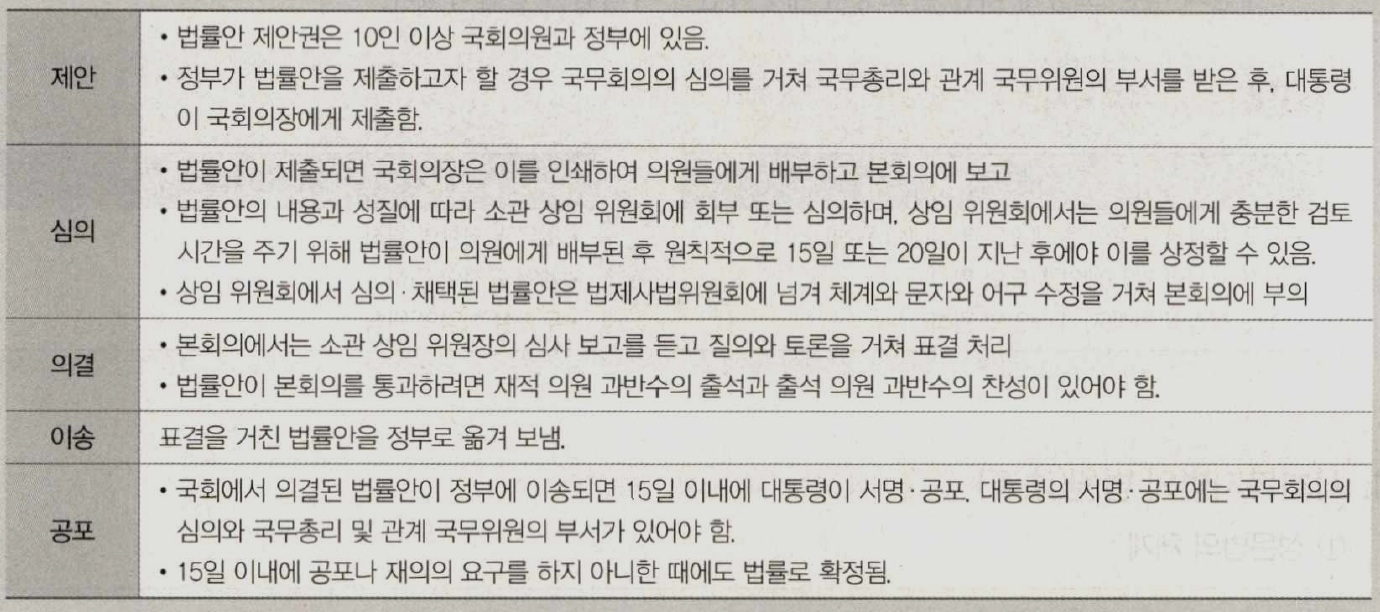 제안
• 법률안 제안권은 10인 이상 국회의원과 정부에 있음.
• 정부가 법률안을 제출하고자 할 경우 국무회의의 심의를 거쳐 국무총리와 관계 국무위원의 부서를 받은 후, 대통령
이 국회의장에게 제출함.
심의
• 법률안이 제출되면 국회의장은 이를 인쇄하여 의원들에게 배부하고 본회의에 보고
• 법률안의 내용과 성질에 따라 소관 상임 위원회에 회부 또는 심의하며, 상임 위원회에서는 의원들에게 충분한 검토
시간을 주기 위해 법률안이 의원에게 배부된 후 원칙적으로 15일 또는 20일이 지난 후에야 이를 상정할 수 있음.
• 상임 위원회에서 심의·채택된 법률안은 법제사법위원회에 넘겨 체계와 문자와 어구 수정을 거쳐 본회의에 부의
의결
• 본회의에서는 소관 상임 위원장의 심사 보고를 듣고 질의와 토론을 거쳐 표결 처리
• 법률안이 본회의를 통과하려면 재적 의원 과반수의 출석과 출석 의원 과반수의 찬성이 있어야 함.
이송
표결을 거친 법률안을 정부로 옮겨 보냄.
공포
• 국회에서 의결된 법률안이 정부에 이송되면 15일 이내에 대통령이 서명·공포. 대통령의 서명·공포에는 국무회의의
심의와 국무총리 및 관계 국무위원의 부서가 있어야 함.
• 15일 이내에 공포나 재의의 요구를 하지 아니한 때에도 법률로 확정됨.